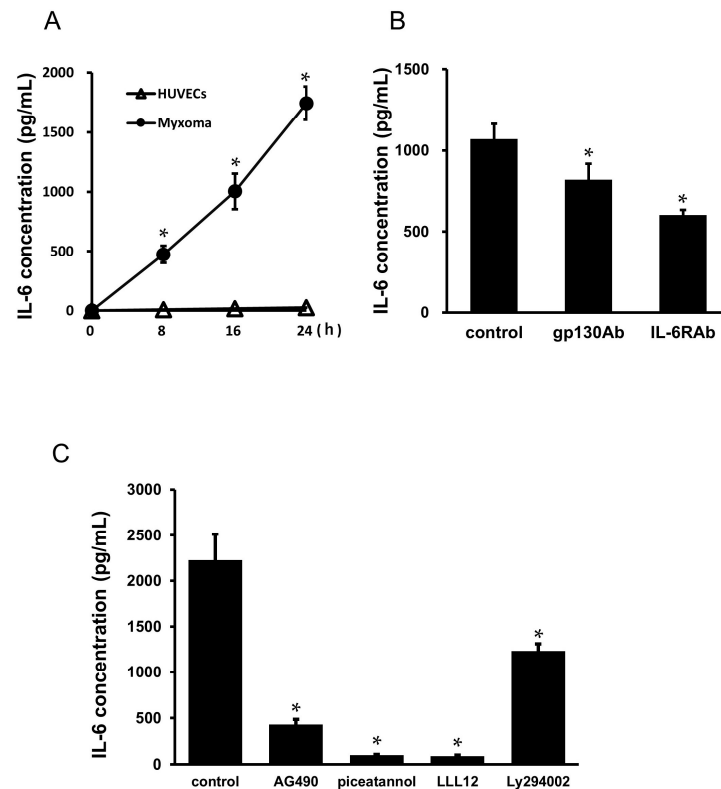 A
IL-6 concentration (pg/mL)
2000
1500
1000
500
0
HUVECs
Myxoma
*
*
*
0 8 16 24 ( h )
B
IL-6 concentration (pg/mL)
1500
1000
500
0
*
*
control gp130Ab IL-6RAb
C
IL-6 concentration (pg/mL)
3000
2500
2000
1500
1000
500
0
*
*
*
*
control AG490 piceatannol LLL12 Ly294002